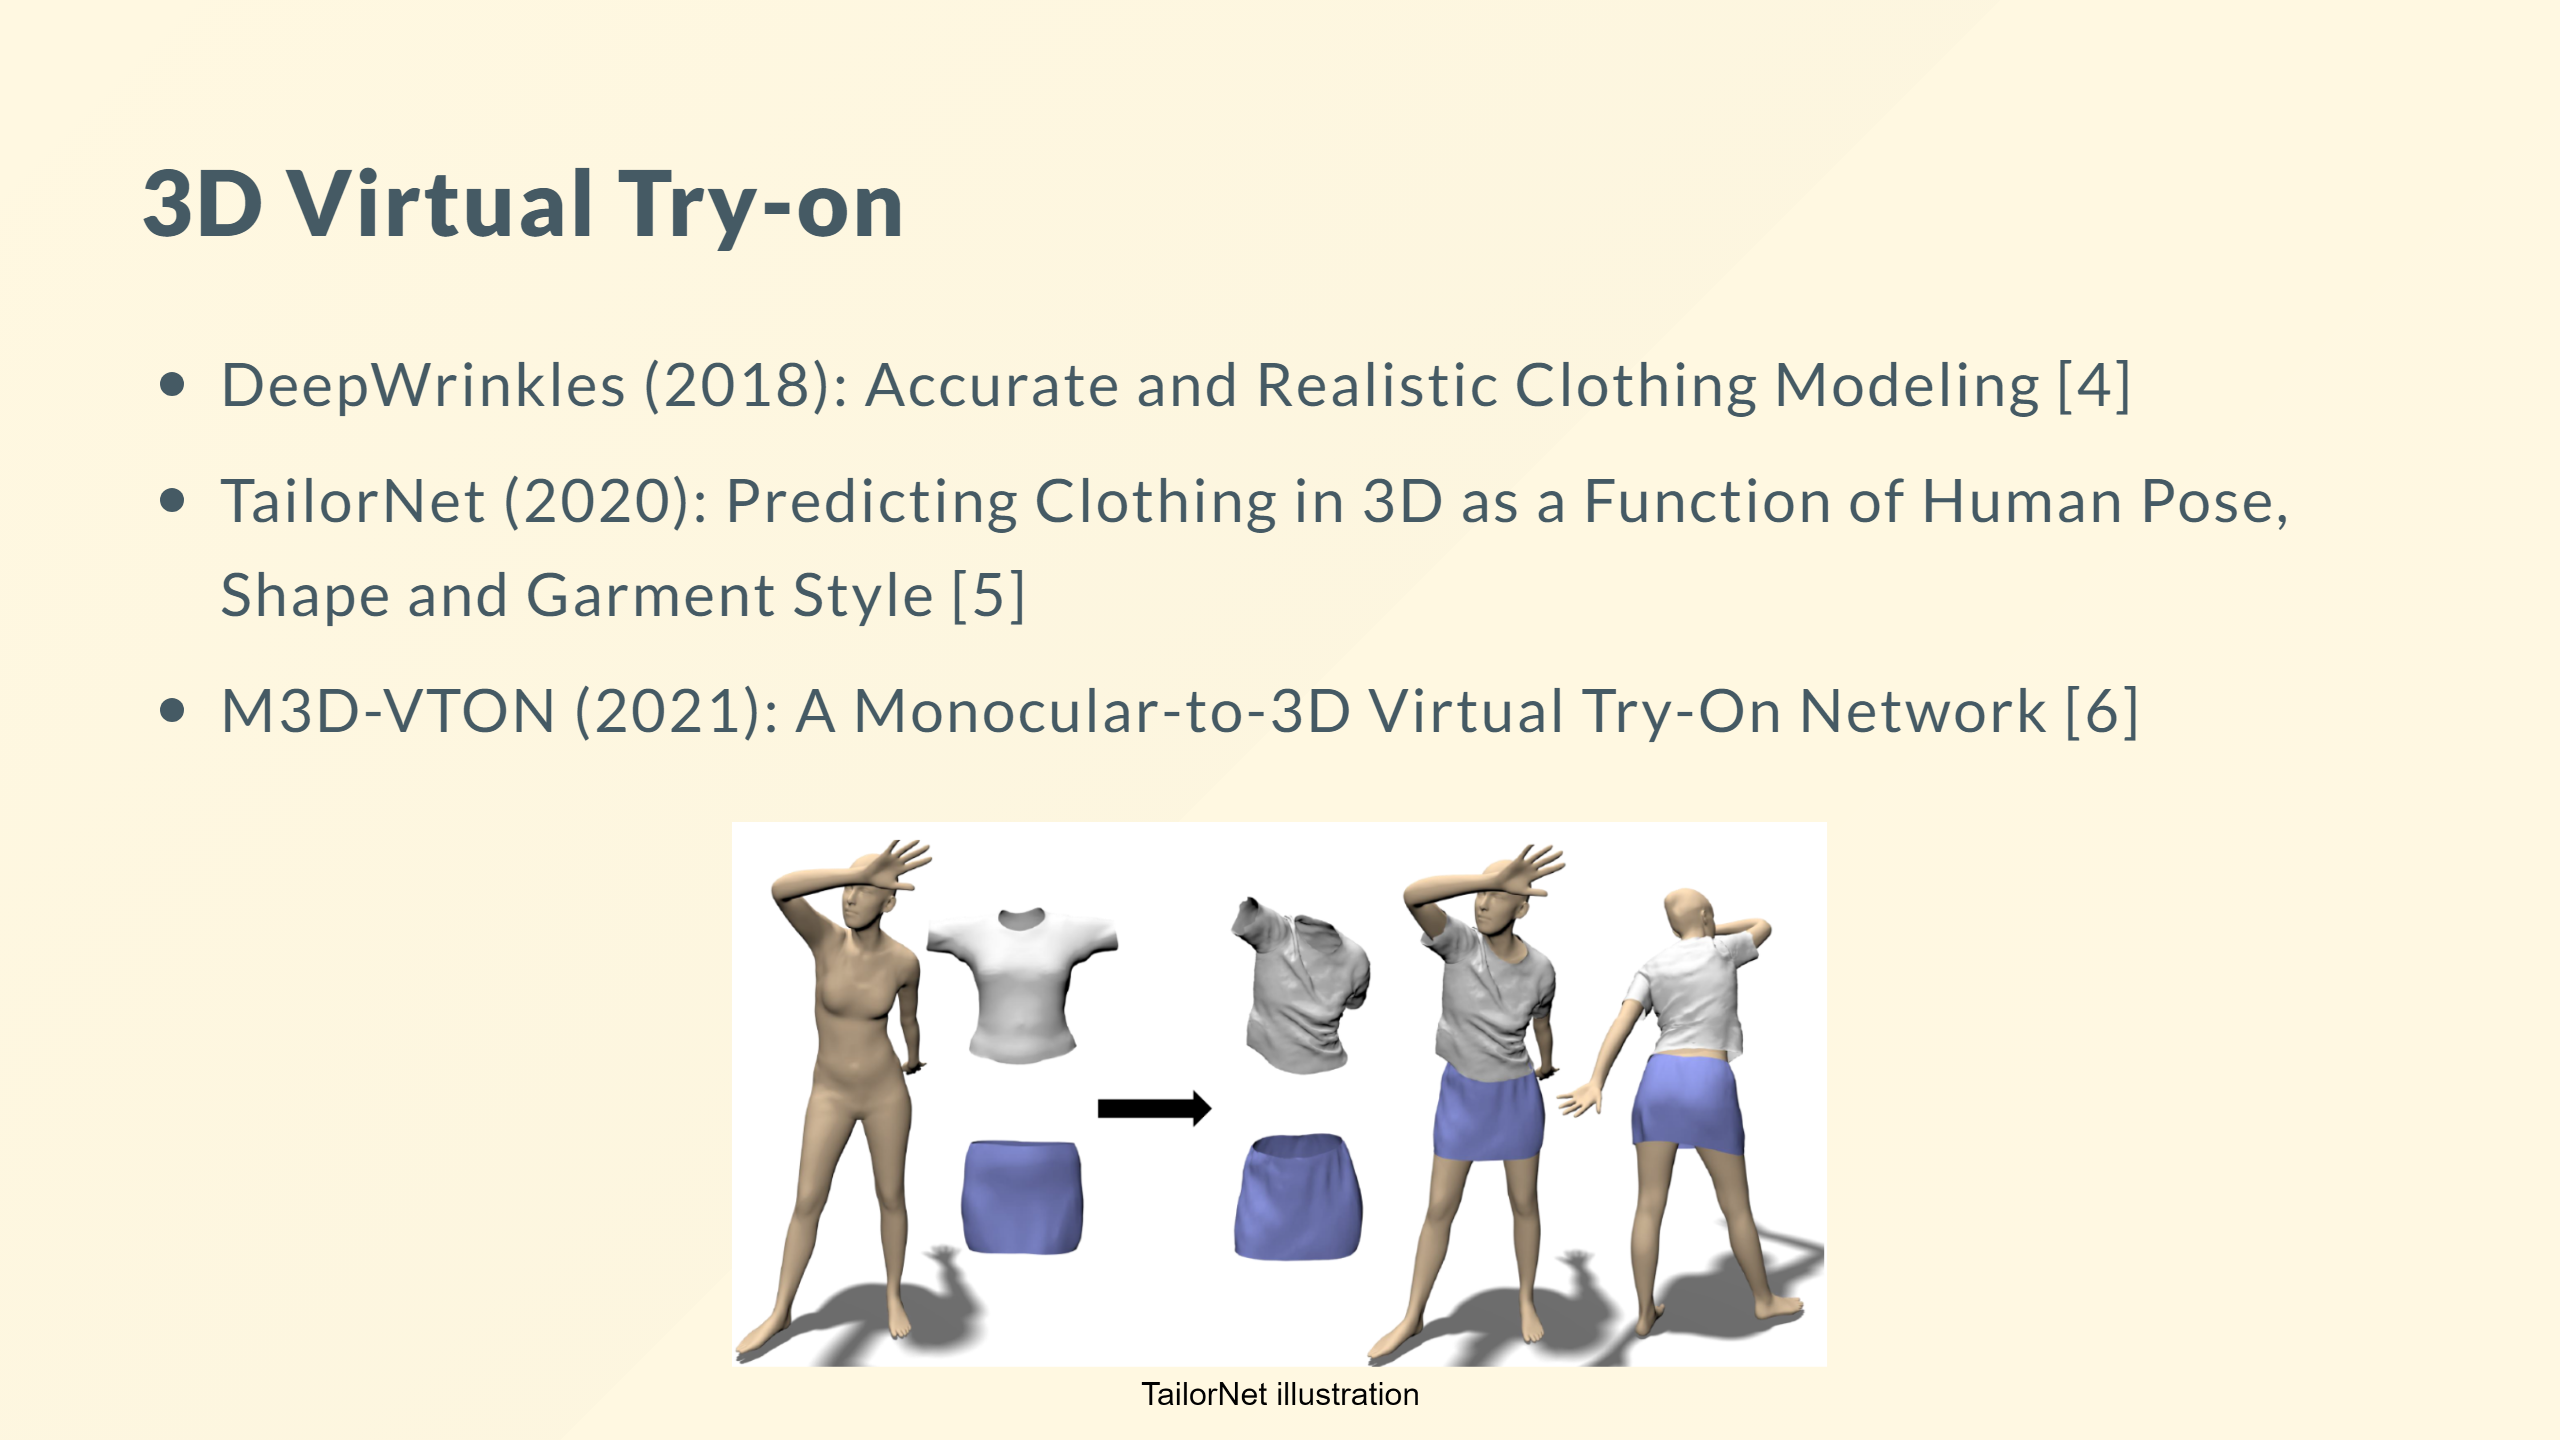 3D Virtual Try-on
DeepWrinkles (2018): Accurate and Realistic Clothing Modeling [4]
TailorNet (2020): Predicting Clothing in 3D as a Function of Human Pose,
Shape and Garment Style [5]
M3D-VTON (2021): A Monocular-to-3D Virtual Try-On Network [6]
TailorNet illustration